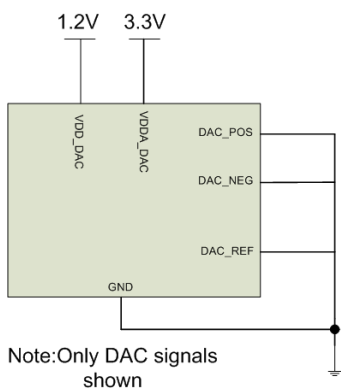 1.2V 3.3V
VDD_DAC
VDDA_DAC
DAC_POS
DAC_NEG
DAC_REF
GND
Note:Only DAC signals
shown